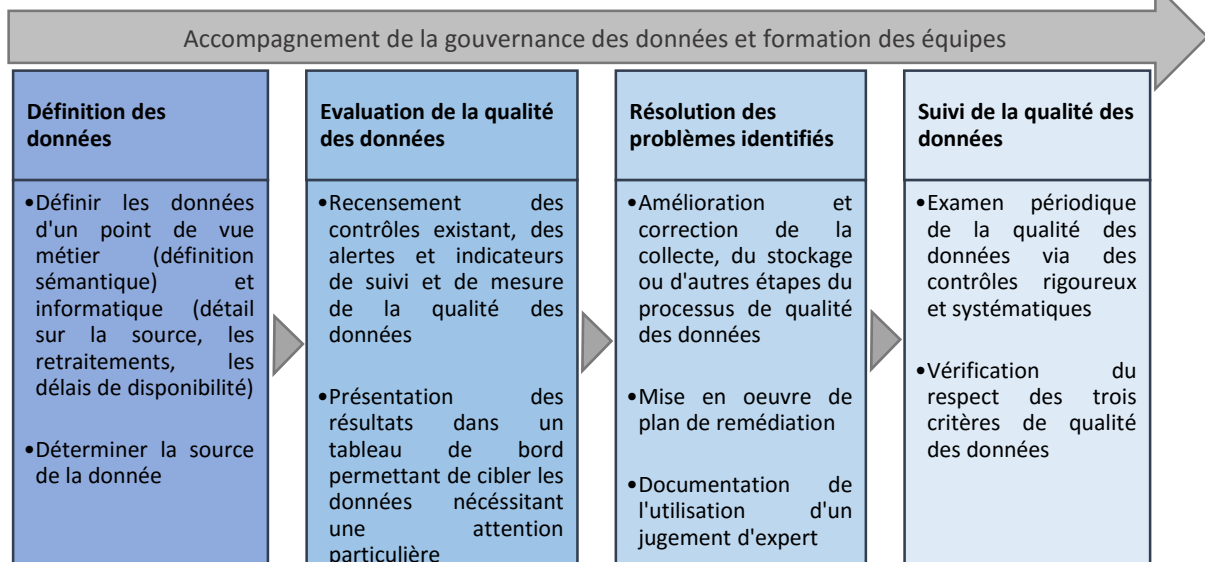 Accompagnement de la gouvernance des données et formation des équipes
Définition des
données
•Définir les données
d'un point de vue
métier (définition
sémantique) et
informatique (détail
sur la source, les
retraitements, les
délais de disponibilité)
•Déterminer la source
de la donnée
Evaluation de la qualité
des données
•Recensement des
contrôles existant, des
alertes et indicateurs
de suivi et de mesure
de la qualité des
données
•Présentation des
résultats dans un
tableau de bord
permettant de cibler les
données nécéssitant
une attention
particulière
Résolution des
problèmes identifiés
•Amélioration et
correction de la
collecte, du stockage
ou d'autres étapes du
processus de qualité
des données
•Mise en oeuvre de
plan de remédiation
•Documentation de
l'utilisation d'un
jugement d'expert
Suivi de la qualité des
données
•Examen périodique
de la qualité des
données via des
contrôles rigoureux
et systématiques
•Vérification du
respect des trois
critères de qualité
des données